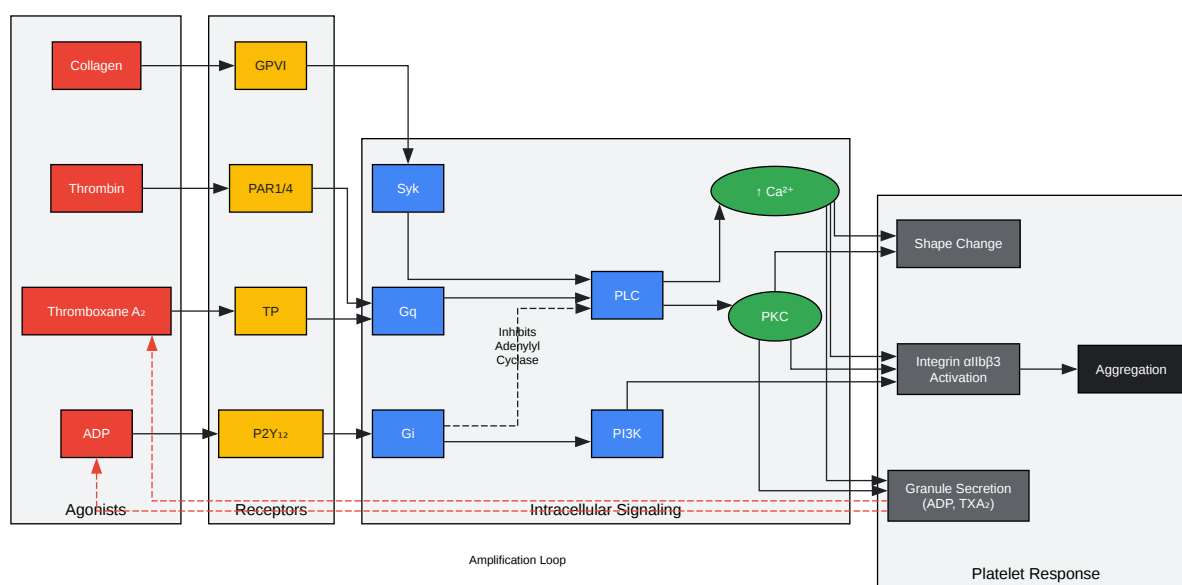 Collagen
GPVI
Thrombin
PAR1/4
Syk
↑ Ca²⁺
Shape Change
Thromboxane A₂
TP
Gq
PLC
PKC
Inhibits
Adenylyl
Cyclase
Integrin αIIbβ3
Activation
Aggregation
ADP
P2Y₁₂
Gi
PI3K
Granule Secretion
(ADP, TXA₂)
Agonists
Receptors
Intracellular Signaling
Amplification Loop
Platelet Response